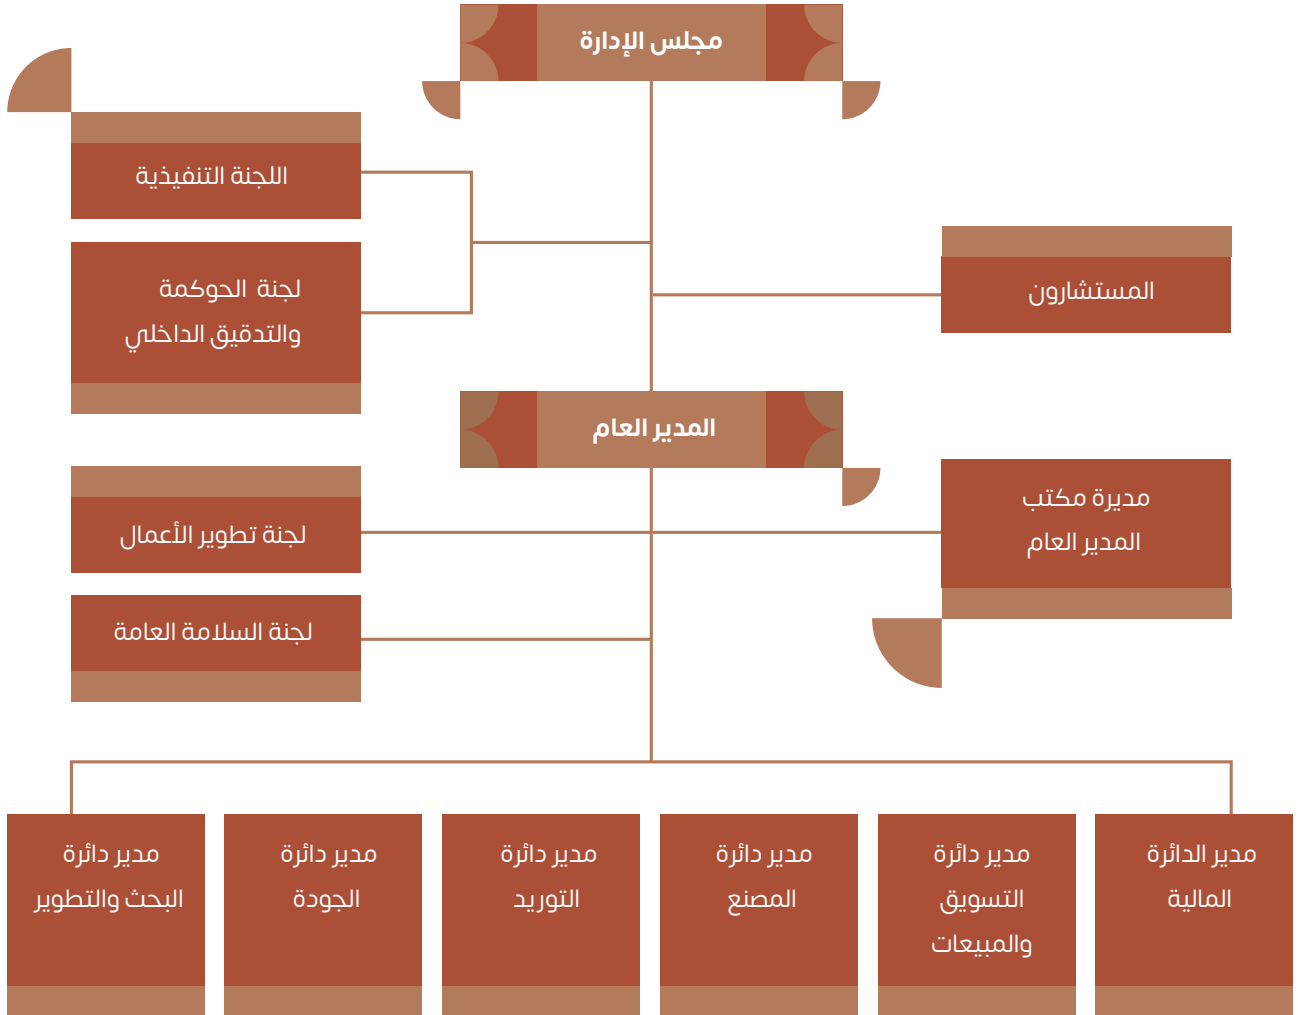 مجلس الإدارة
اللجنة التنفيذية
لجنة الحوكمة
والتدقيق الداخلي
المستشارون
المدير العام
مديرة مكتب
المدير العام
لجنة تطوير الأعمال
لجنة السلامة العامة
مدير الدائرة
المالية
مدير دائرة
التسويق
والمبيعات
مدير دائرة
المصنع
مدير دائرة
التوريد
مدير دائرة
الجودة
مدير دائرة
البحث والتطوير